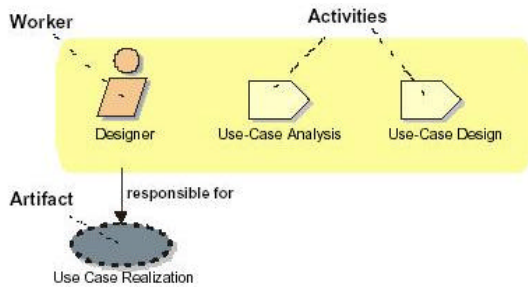 Worker
Activities
Designer
Use-Case Analysis
Use-Case Design
responsible for
Artifact
Use Case Realization